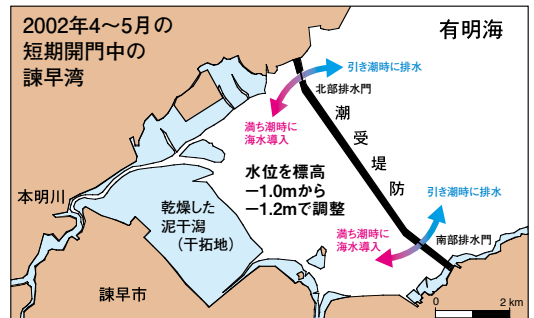 2002年4〜5月の
短期開門中の
諫早湾
有明海
引き潮時に排水
北部排水門
満ち潮時に
海水導入
潮受堤防
水位を標高
−1.0mから
−1.2mで調整
引き潮時に排水
本明川
乾燥した
泥干潟
（干拓地）
満ち潮時に
海水導入
南部排水門
諫早市
0 2 km